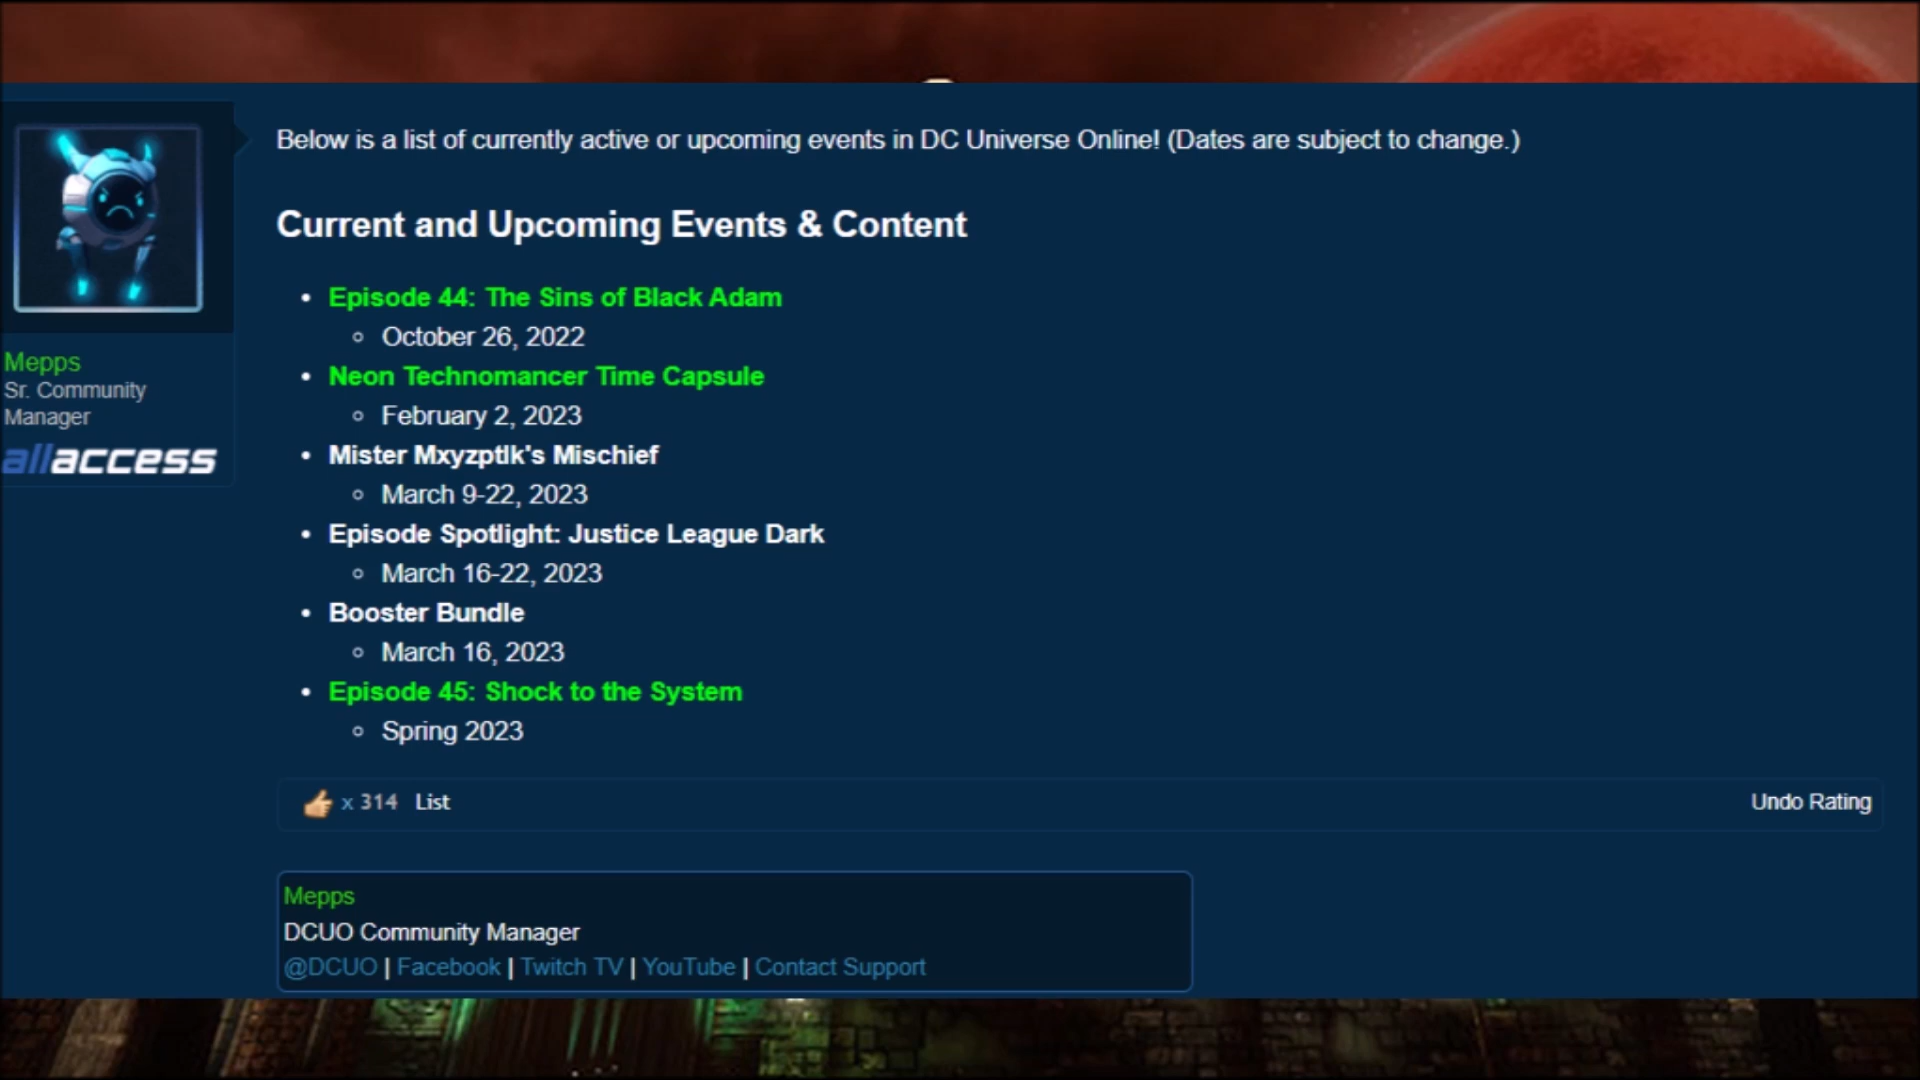 Below is a list of currently active or upcoming events in DC Universe Online! (Dates are subject to change.)
Current and Upcoming Events & Content
Episode 44: The Sins of Black Adam
October 26, 2022
Neon Technomancer Time Capsule
February 2, 2023
Mister Mxyzptlk's Mischief
March 9-22, 2023
Episode Spotlight: Justice League Dark
March 16-22, 2023
Booster Bundle
March 16, 2023
Episode 45: Shock to the System
Spring 2023
Mepps
Sr. Community
Manager
allaccess
x 314 List
Undo Rating
Mepps
DCUO Community Manager
@DCUO | Facebook | Twitch TV | YouTube | Contact Support